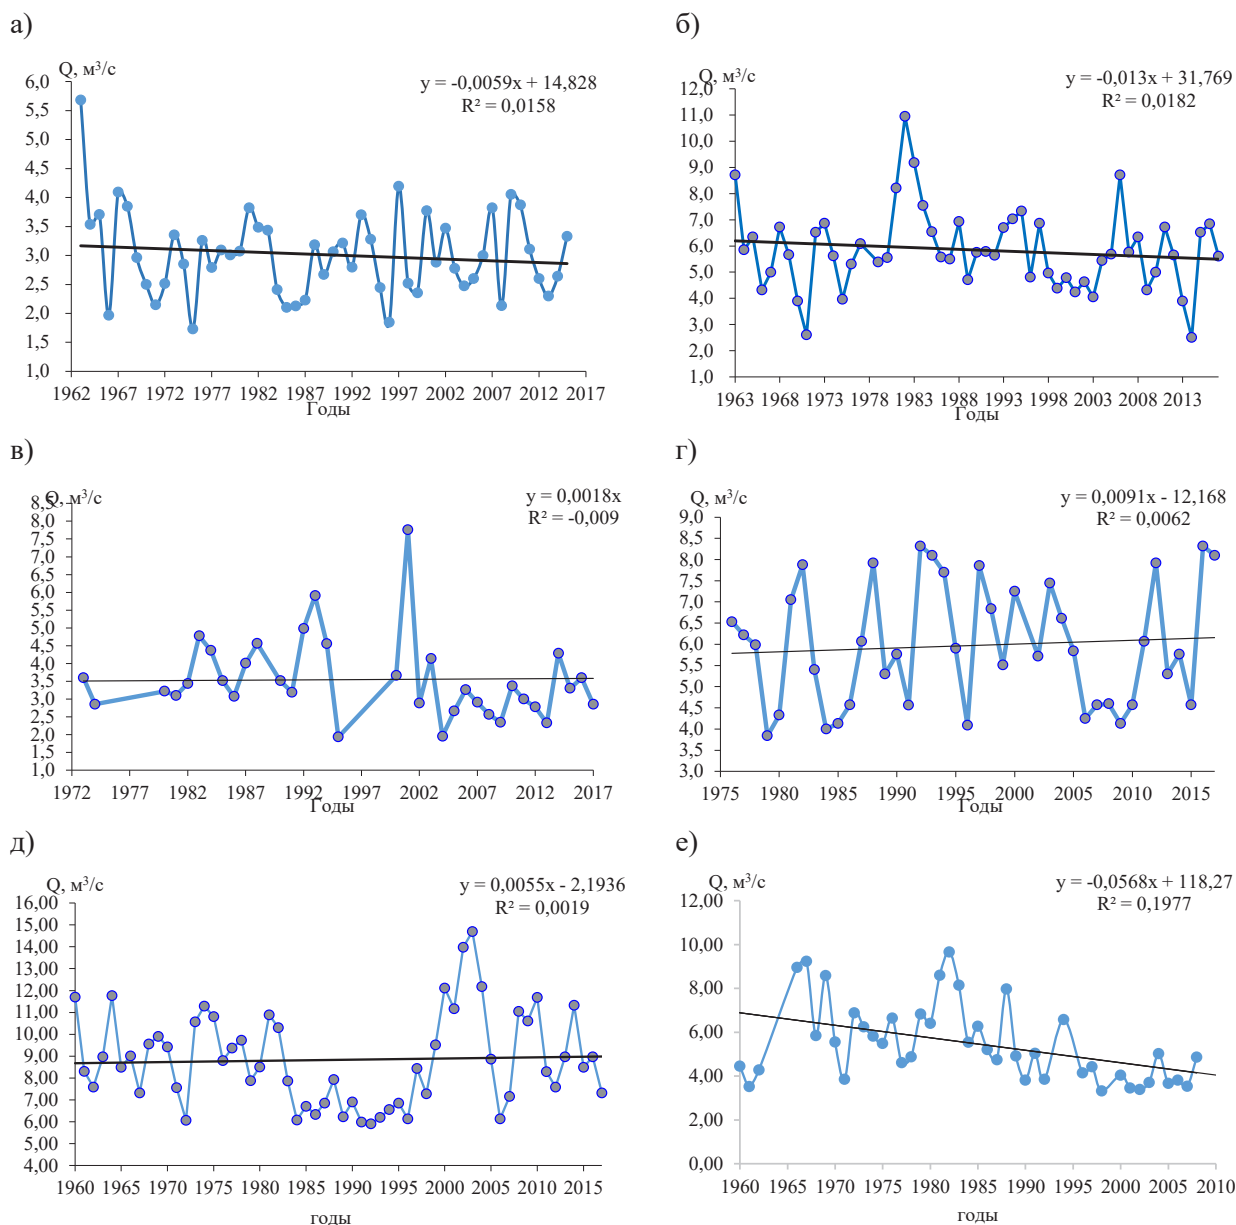 а)
Q, м³/с
y = -0,0059x + 14,828
R² = 0,0158
6,0
5,5
5,0
4,5
4,0
3,5
3,0
2,5
2,0
1,5
1,0
1962 1967 1972 1977 1982 1987 1992 1997 2002 2007 2012 2017
Годы
б)
Q, м³/с
y = -0,013x + 31,769
R² = 0,0182
12,0
11,0
10,0
9,0
8,0
7,0
6,0
5,0
4,0
3,0
2,0
1,0
1963 1968 1973 1978 1983 1988 1993 1998 2003 2008 2013
Годы
в)
Q, м³/с
y = 0,0018x
R² = -0,009
8,5
8,0
7,5
7,0
6,5
6,0
5,5
5,0
4,5
4,0
3,5
3,0
2,5
2,0
1,5
1,0
1972 1977 1982 1987 1992 1997 2002 2007 2012 2017
Годы
г)
Q, м³/с
y = 0,0091x - 12,168
R² = 0,0062
9,0
8,5
8,0
7,5
7,0
6,5
6,0
5,5
5,0
4,5
4,0
3,5
3,0
1975 1980 1985 1990 1995 2000 2005 2010 2015
Годы
д)
Q, м³/с
y = 0,0055x - 2,1936
R² = 0,0019
16,00
15,00
14,00
13,00
12,00
11,00
10,00
9,00
8,00
7,00
6,00
5,00
4,00
1960 1965 1970 1975 1980 1985 1990 1995 2000 2005 2010 2015
годы
е)
Q, м³/с
y = -0,0568x + 118,27
R² = 0,1977
12,00
10,00
8,00
6,00
4,00
2,00
0,00
1960 1965 1970 1975 1980 1985 1990 1995 2000 2005 2010
годы